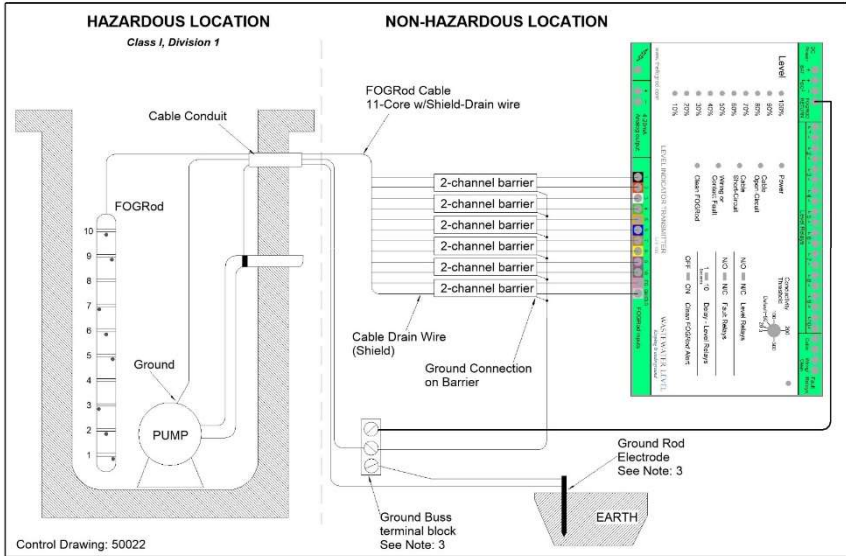 HAZARDOUS LOCATION
Class I, Division 1
NON-HAZARDOUS LOCATION
FOGRod Cable
11-Core w/Shield-Drain wire
Cable Conduit
FOGRod
10
9
8
7
6
5
4
3
2
1
Ground
PUMP
2-channel barrier
2-channel barrier
2-channel barrier
2-channel barrier
2-channel barrier
2-channel barrier
Cable Drain Wire
(Shield)
Ground Connection
on Barrier
Ground Buss
terminal block
See Note: 3
Ground Rod
Electrode
See Note: 3
EARTH
Control Drawing: 50022
Level
100%
90%
80%
70%
60%
50%
40%
30%
20%
10%
Power
Cable
Open Circuit
Cable
Short-Circuit
Wiring or
Contact Fault
Clean FOGRod
Conductivity
Threshold
N/O N/C Level Relays
N/O N/C Fault Relays
Delay - Level Relays
OFF ON Clean FOGRod Alert
LEVEL INDICATOR TRANSMITTER
WASTEWATER LEVEL
4-20mA
Analog output
FOGRod inputs
Level Relays